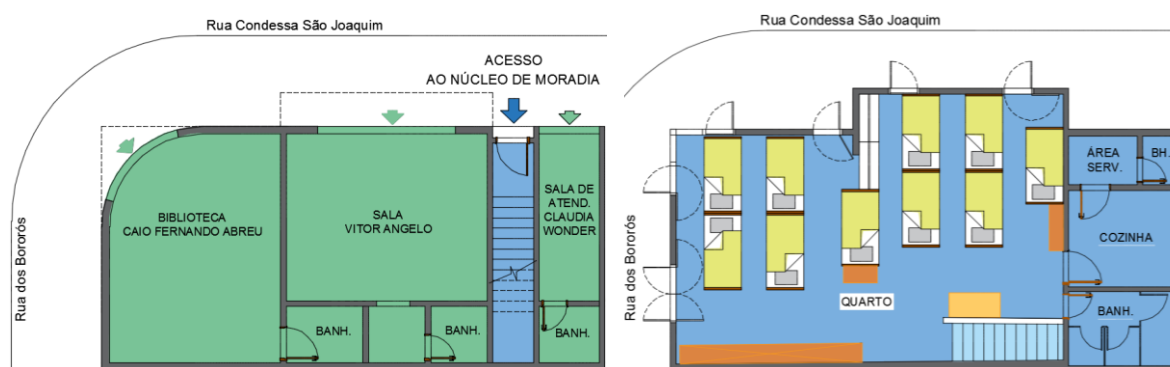 Rua Condessa São Joaquim
ACESSO
AO NÚCLEO DE MORADIA
Rua dos Bororós
BIBLIOTECA
CAIO FERNANDO ABREU
SALA
VITOR ANGELO
SALA DE
ATEND.
CLAUDIA
WONDER
BANH.
BANH.
BANH.
Rua Condessa São Joaquim
Rua dos Bororós
ÁREA
SERV.
BH.
COZINHA
QUARTO
BANH.